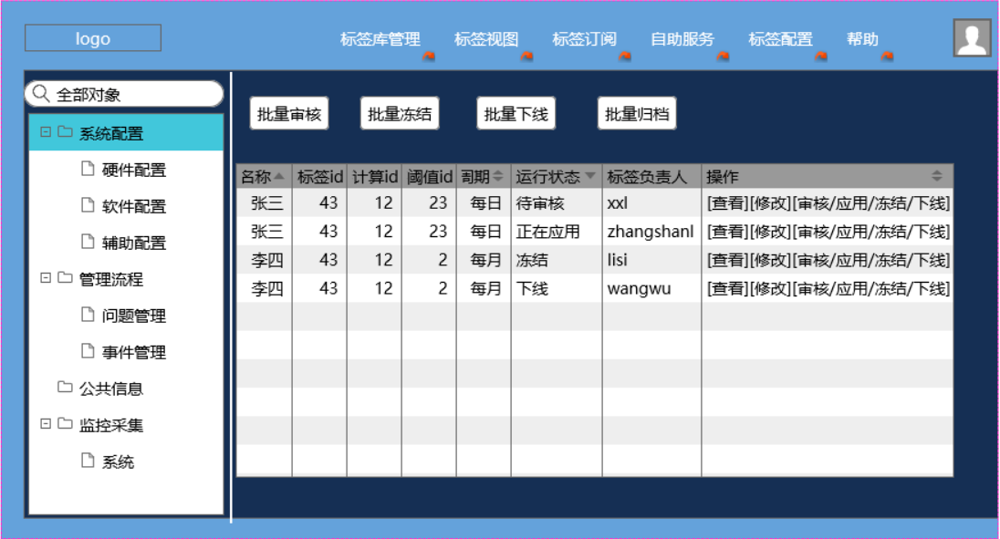 logo 标签库管理 标签视图 标签订阅 自助服务 标签配置 帮助
全部对象
系统配置
硬件配置
软件配置
辅助配置
管理流程
问题管理
事件管理
公共信息
监控采集
系统
批量审核 批量冻结 批量下线 批量归档
名称 标签id 计算id 阈值id 周期 运行状态 标签负责人 操作
张三 43 12 23 每日 待审核 xxl [查看][修改][审核/应用/冻结/下线]
张三 43 12 23 每日 正在应用 zhangshanl [查看][修改][审核/应用/冻结/下线]
李四 43 12 2 每月 冻结 lisi [查看][修改][审核/应用/冻结/下线]
李四 43 12 2 每月 下线 wangwu [查看][修改][审核/应用/冻结/下线]